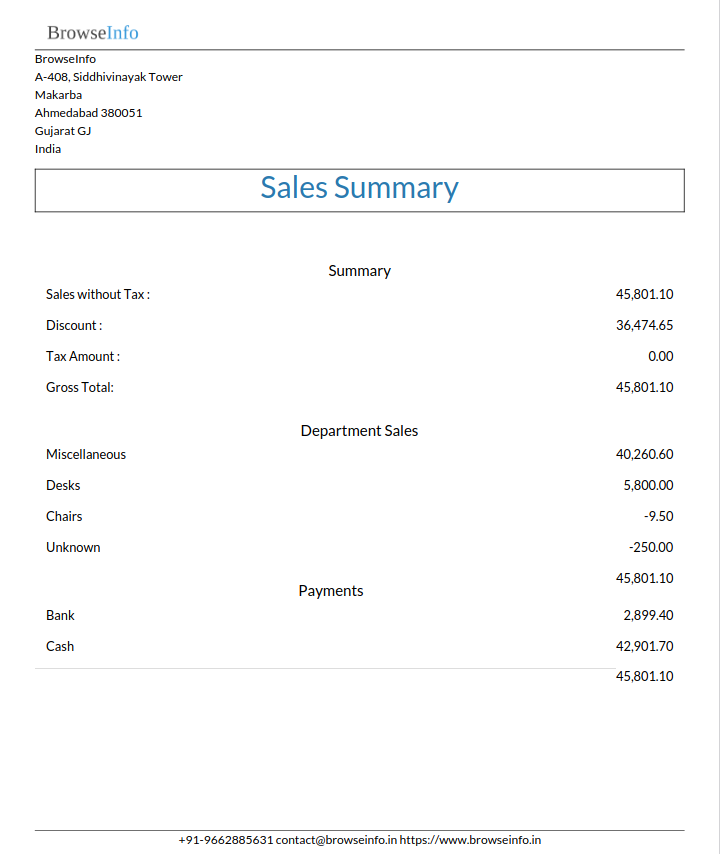 BrowseInfo
BrowseInfo
A-408, Siddhivinayak Tower
Makarba
Ahmedabad 380051
Gujarat GJ
India
Sales Summary
Summary
Sales without Tax : 45,801.10
Discount : 36,474.65
Tax Amount : 0.00
Gross Total: 45,801.10
Department Sales
Miscellaneous 40,260.60
Desks 5,800.00
Chairs -9.50
Unknown -250.00
45,801.10
Payments
Bank 2,899.40
Cash 42,901.70
45,801.10
+91-9662885631 contact@browseinfo.in https://www.browseinfo.in